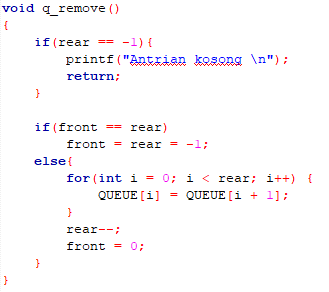 void q_remove()
{
    if(rear == -1){
        printf("Antrian kosong \n");
        return;
    }

    if(front == rear)
        front = rear = -1;
    else{
        for(int i = 0; i < rear; i++) {
            QUEUE[i] = QUEUE[i + 1];
        }
        rear--;
        front = 0;
    }
}